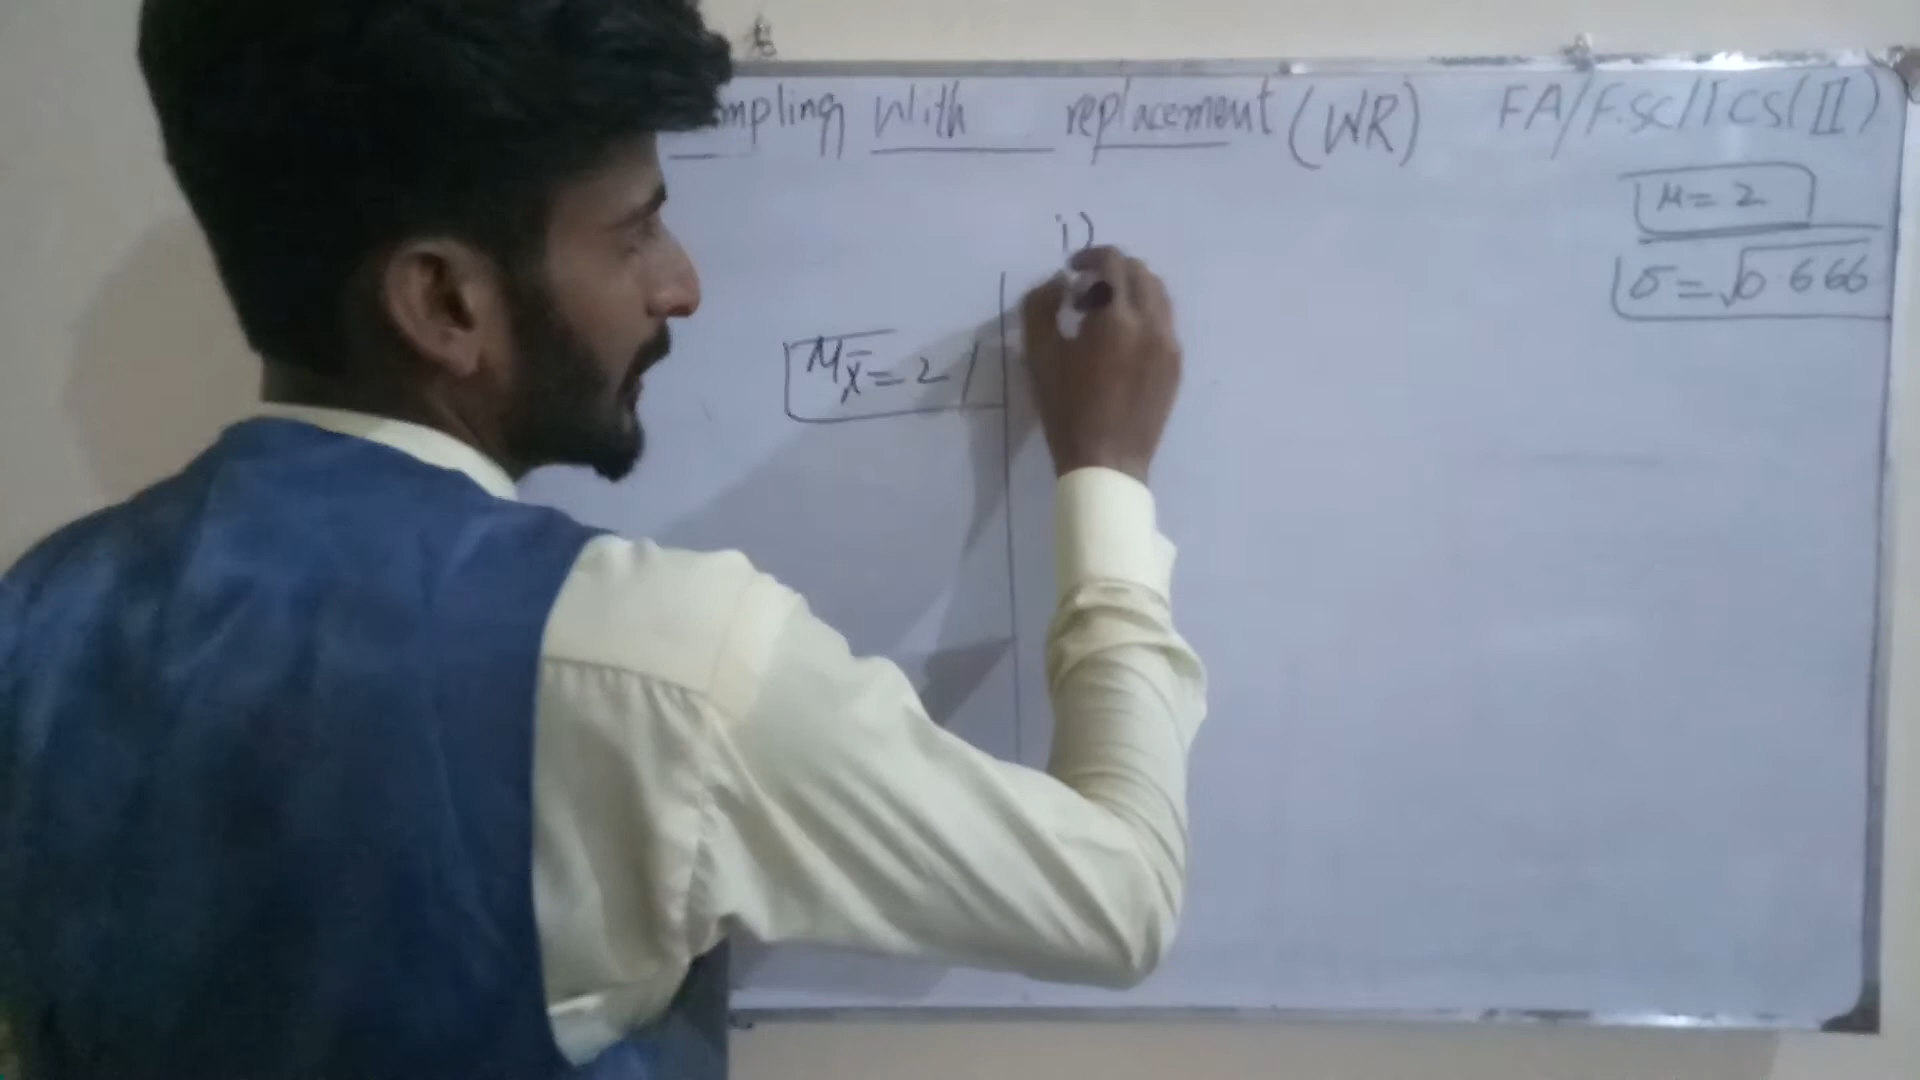 mpling With replacement (WR) FA/F.SC/ICS(II)
μ = 2
σ = √0.666
i)
μx̄ = 2